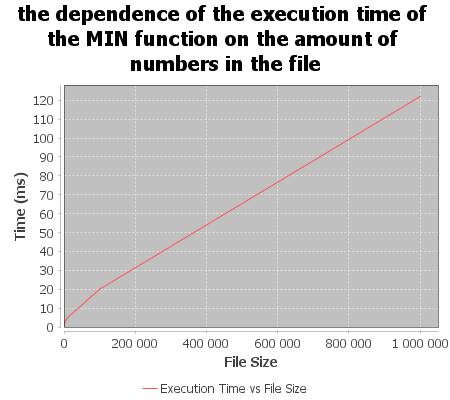 the dependence of the execution time of
the MIN function on the amount of
numbers in the file
120
110
100
90
80
70
60
50
40
30
20
10
0
Time (ms)
0 200 000 400 000 600 000 800 000 1 000 000
File Size
Execution Time vs File Size